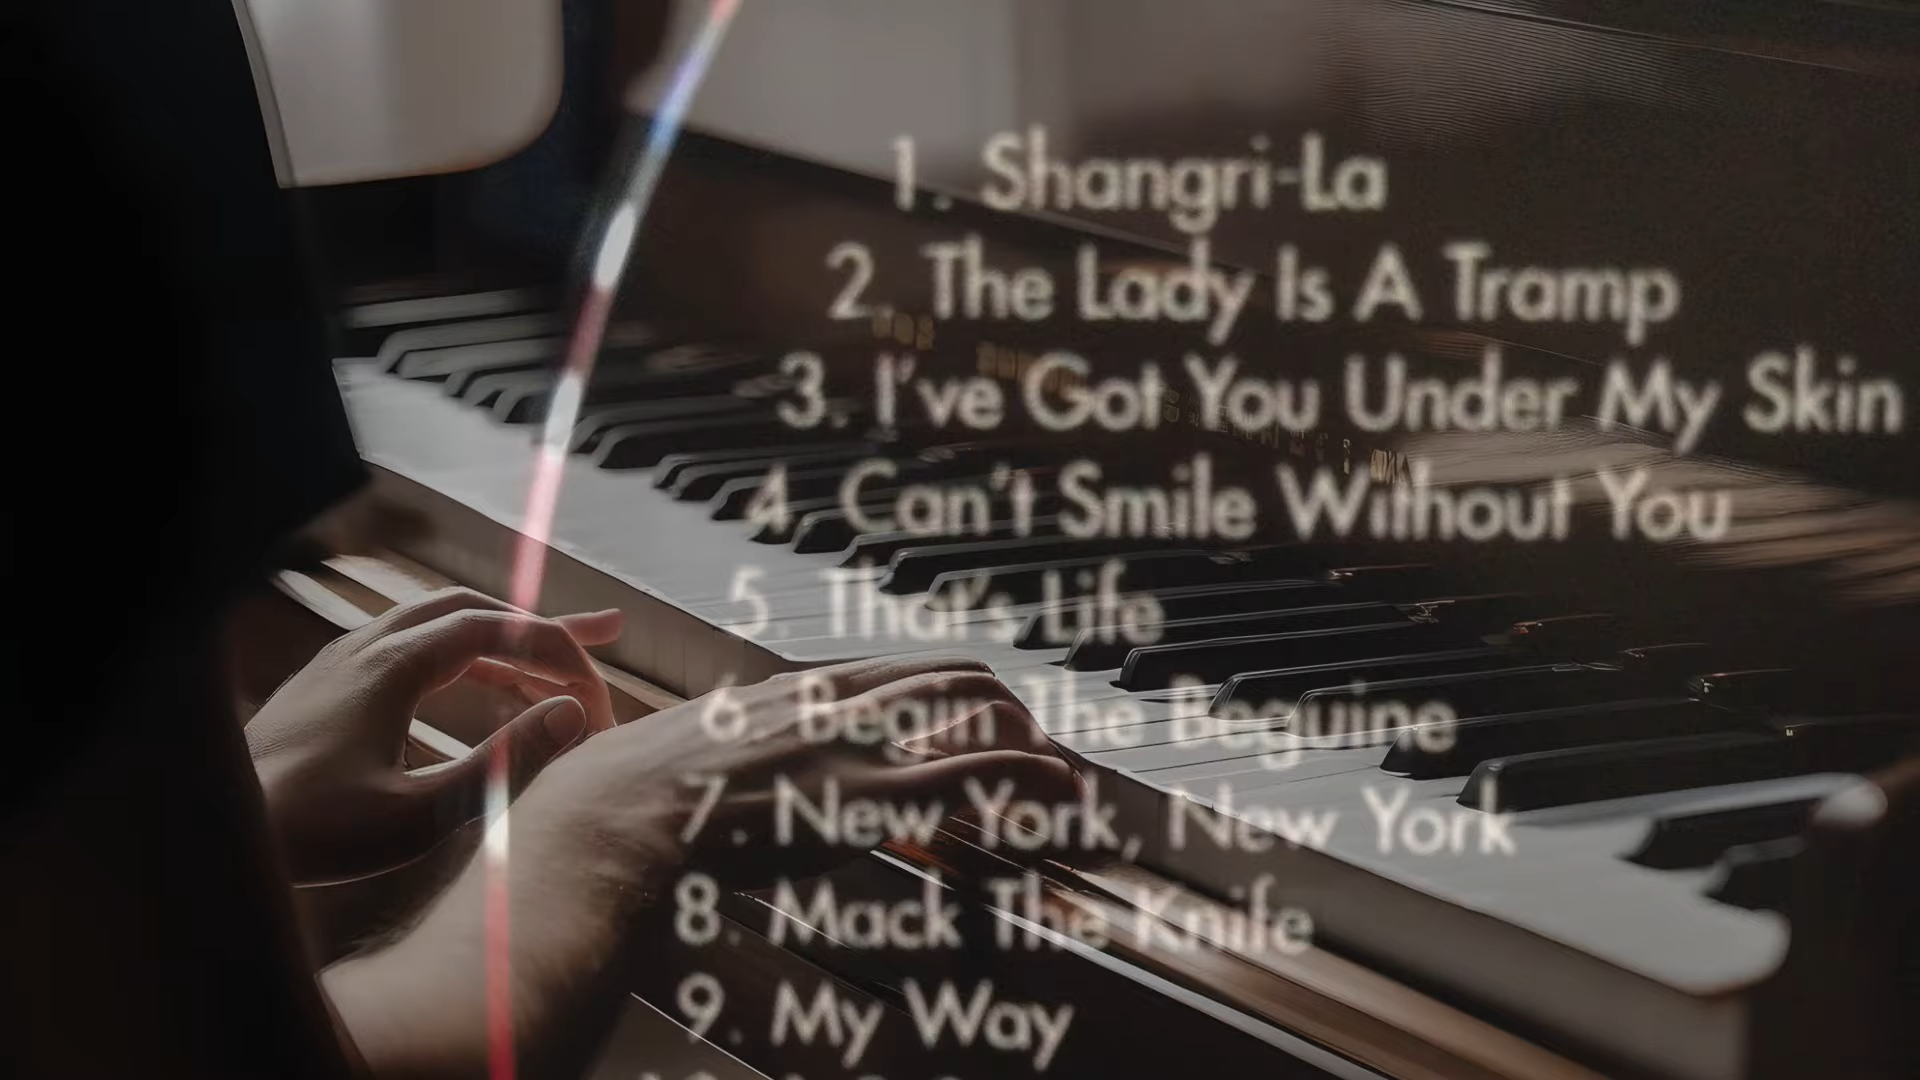 1. Shangri-La
2. The Lady Is A Tramp
3. I've Got You Under My Skin
4. Can't Smile Without You
5. That's Life
6. Begin The Beguine
7. New York, New York
8. Mack The Knife
9. My Way